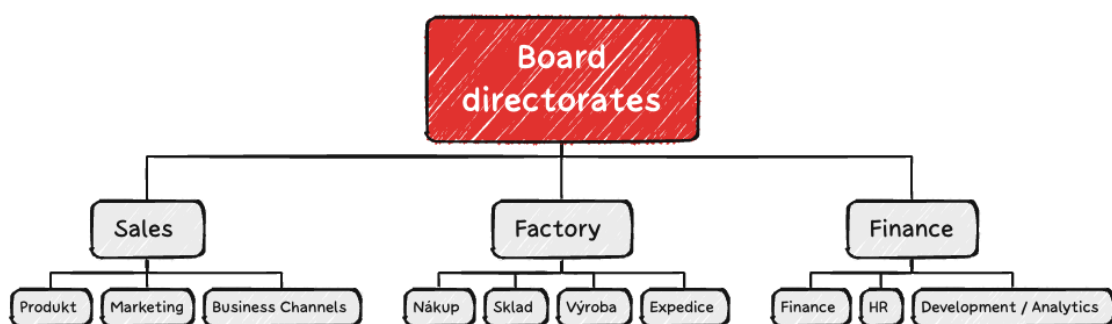 Board
directorates
Sales
Factory
Finance
Produkt
Marketing
Business Channels
Nákup
Sklad
Výroba
Expedice
Finance
HR
Development / Analytics